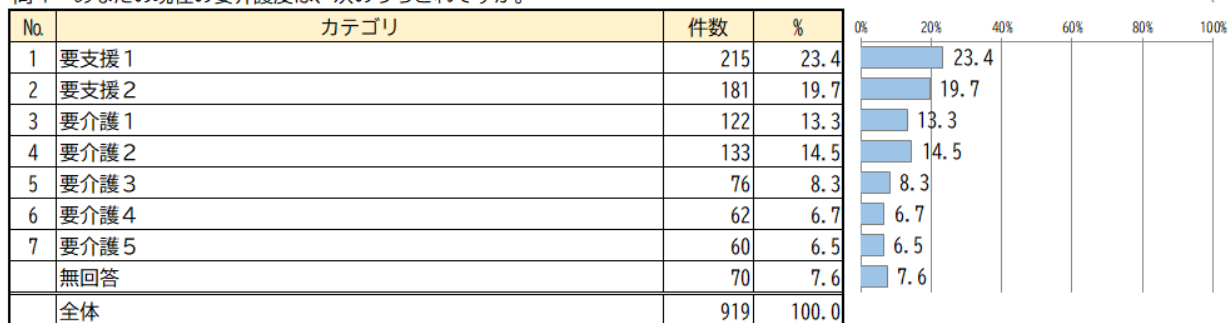 No. カテゴリ 件数 % 0% 20% 40% 60% 80% 100%
1 要支援１ 215 23.4 23.4
2 要支援２ 181 19.7 19.7
3 要介護１ 122 13.3 13.3
4 要介護２ 133 14.5 14.5
5 要介護３ 76 8.3 8.3
6 要介護４ 62 6.7 6.7
7 要介護５ 60 6.5 6.5
無回答 70 7.6 7.6
全体 919 100.0